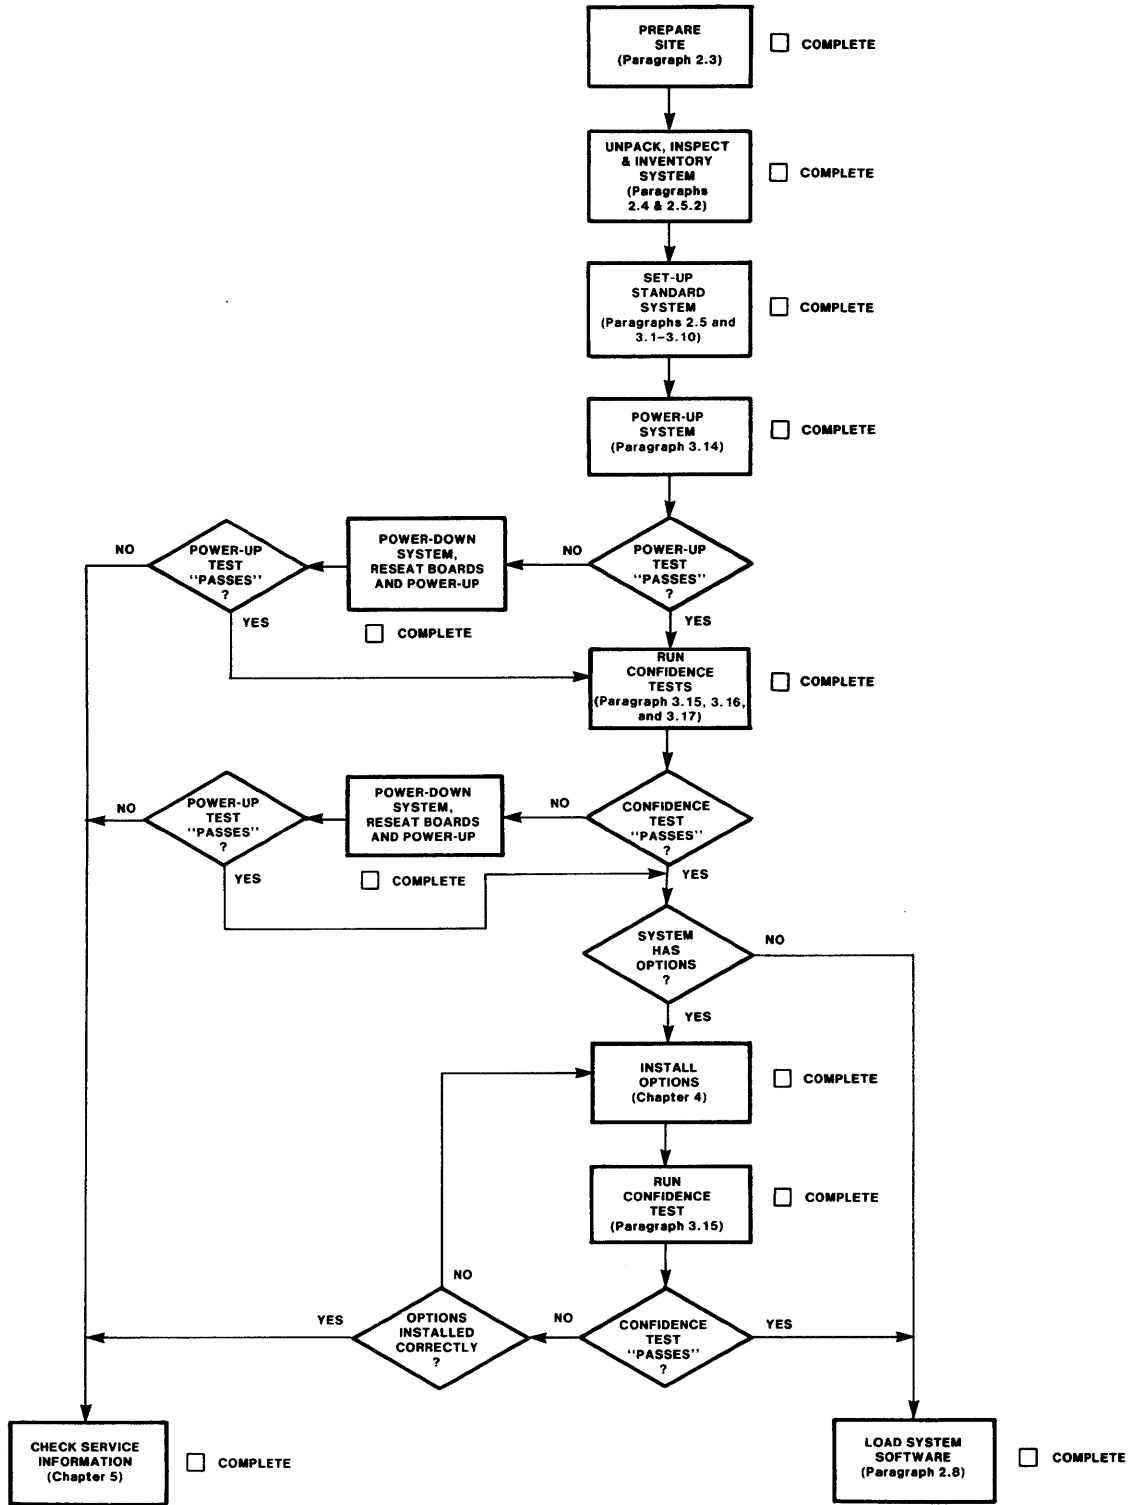 PREPARE
SITE
(Paragraph 2.3)
COMPLETE
UNPACK, INSPECT
& INVENTORY
SYSTEM
(Paragraphs
2.4 & 2.5.2)
COMPLETE
SET-UP
STANDARD
SYSTEM
(Paragraphs 2.5 and
3.1–3.10)
COMPLETE
POWER-UP
SYSTEM
(Paragraph 3.14)
COMPLETE
POWER-UP
TEST
"PASSES"
?
NO
YES
POWER-DOWN
SYSTEM,
RESEAT BOARDS
AND POWER-UP
COMPLETE
POWER-UP
TEST
"PASSES"
?
NO
YES
RUN
CONFIDENCE
TESTS
(Paragraph 3.15, 3.16,
and 3.17)
COMPLETE
CONFIDENCE
TEST
"PASSES"
?
NO
YES
POWER-DOWN
SYSTEM,
RESEAT BOARDS
AND POWER-UP
COMPLETE
POWER-UP
TEST
"PASSES"
?
NO
YES
SYSTEM
HAS
OPTIONS
?
NO
YES
INSTALL
OPTIONS
(Chapter 4)
COMPLETE
RUN
CONFIDENCE
TEST
(Paragraph 3.15)
COMPLETE
CONFIDENCE
TEST
"PASSES"
?
NO
YES
OPTIONS
INSTALLED
CORRECTLY
?
NO
YES
CHECK SERVICE
INFORMATION
(Chapter 5)
COMPLETE
LOAD SYSTEM
SOFTWARE
(Paragraph 2.8)
COMPLETE